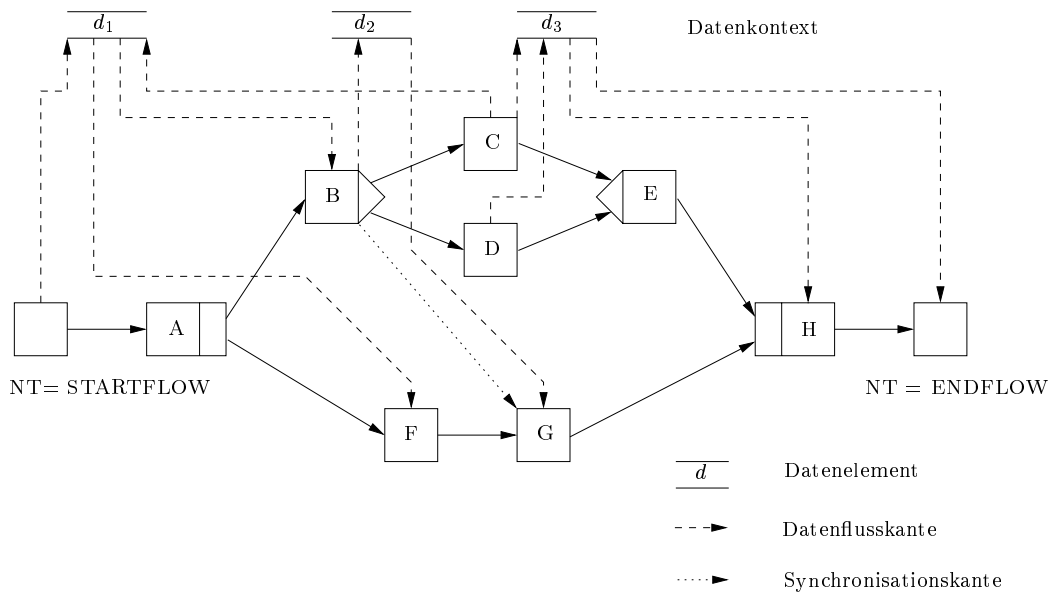 d1
d2
d3
Datenkontext
C
B
E
D
A
H
NT= STARTFLOW
NT = ENDFLOW
F
G
d
Datenelement
Datenflusskante
Synchronisationskante